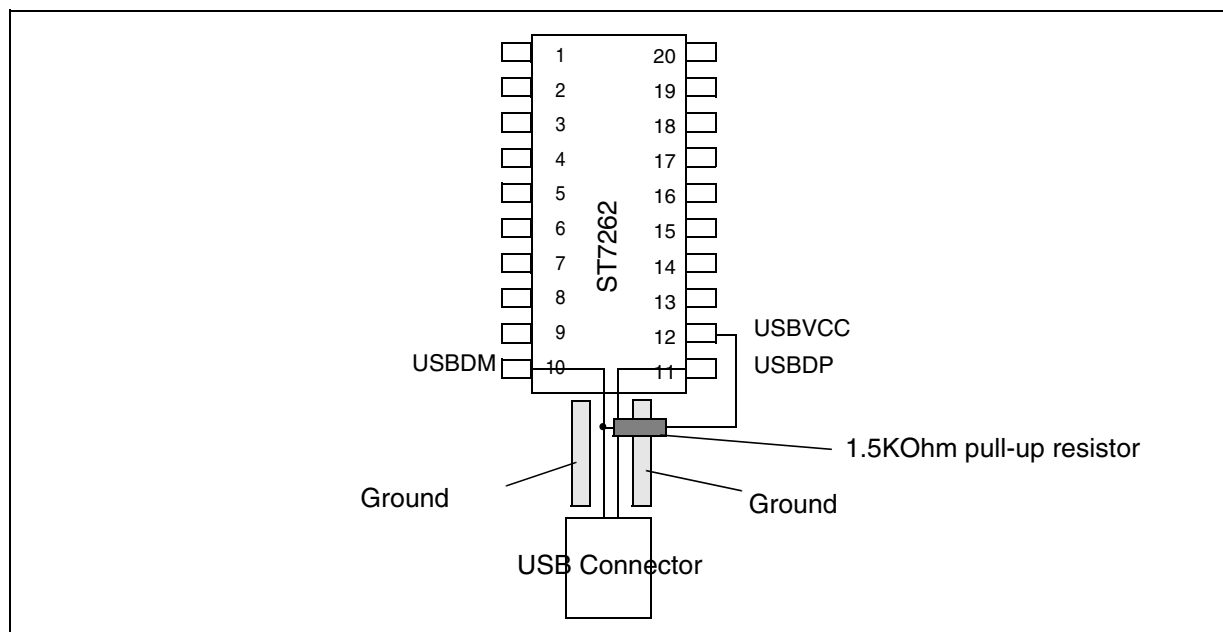 1 20
2 19
3 18
4 17
5 16
6 15
7 14
8 13
9 12 USBVCC
USBDM 10 11 USBDP
ST7262
1.5KOhm pull-up resistor
Ground Ground
USB Connector